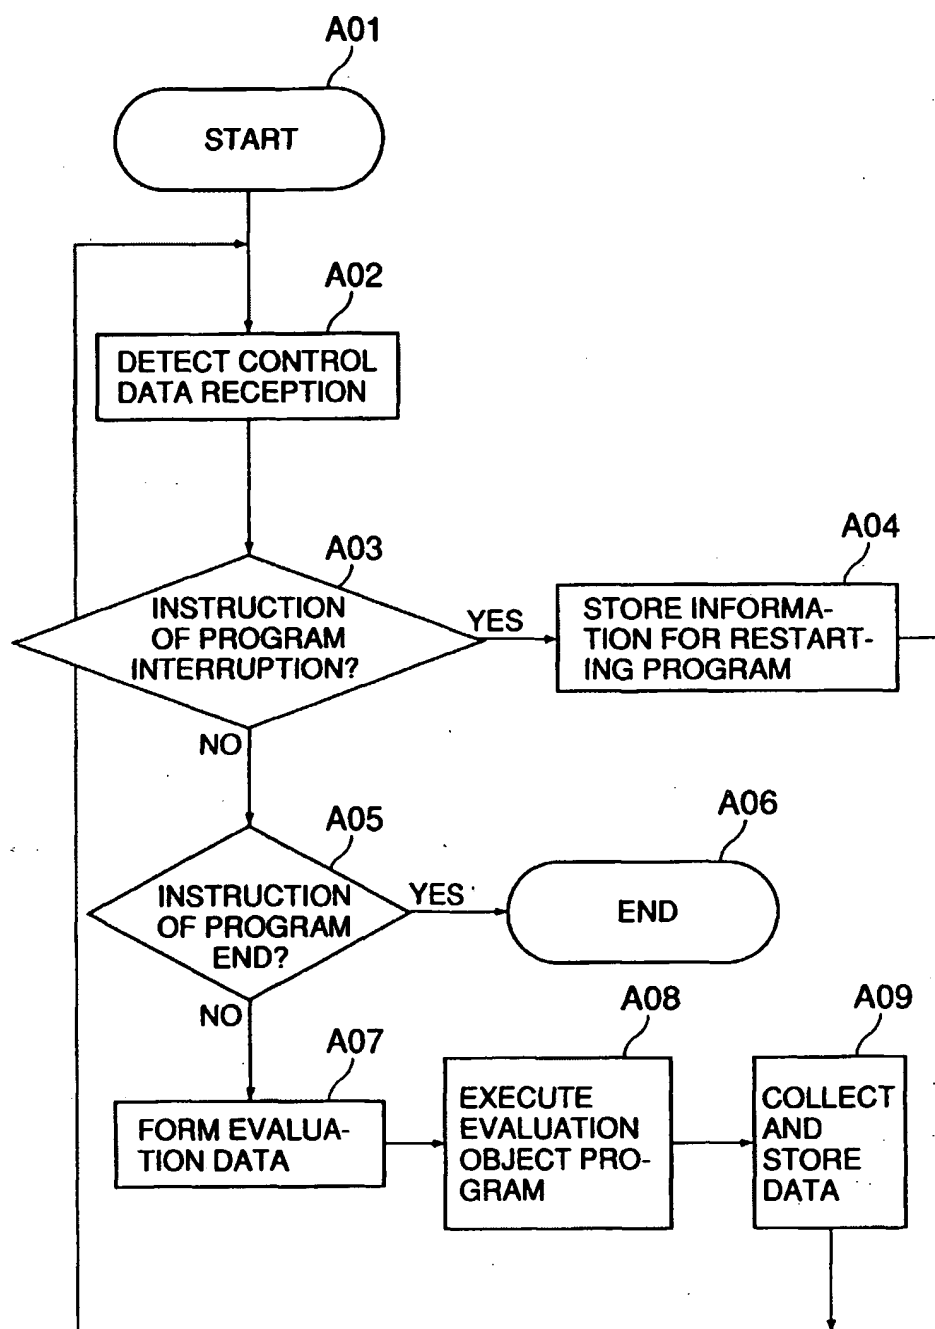 A01
START
A02
DETECT CONTROL
DATA RECEPTION
A03
INSTRUCTION
OF PROGRAM
INTERRUPTION?
YES
A04
STORE INFORMA-
TION FOR RESTART-
ING PROGRAM
NO
A05
INSTRUCTION
OF PROGRAM
END?
YES
A06
END
NO
A07
FORM EVALUA-
TION DATA
A08
EXECUTE
EVALUATION
OBJECT PRO-
GRAM
A09
COLLECT
AND
STORE
DATA